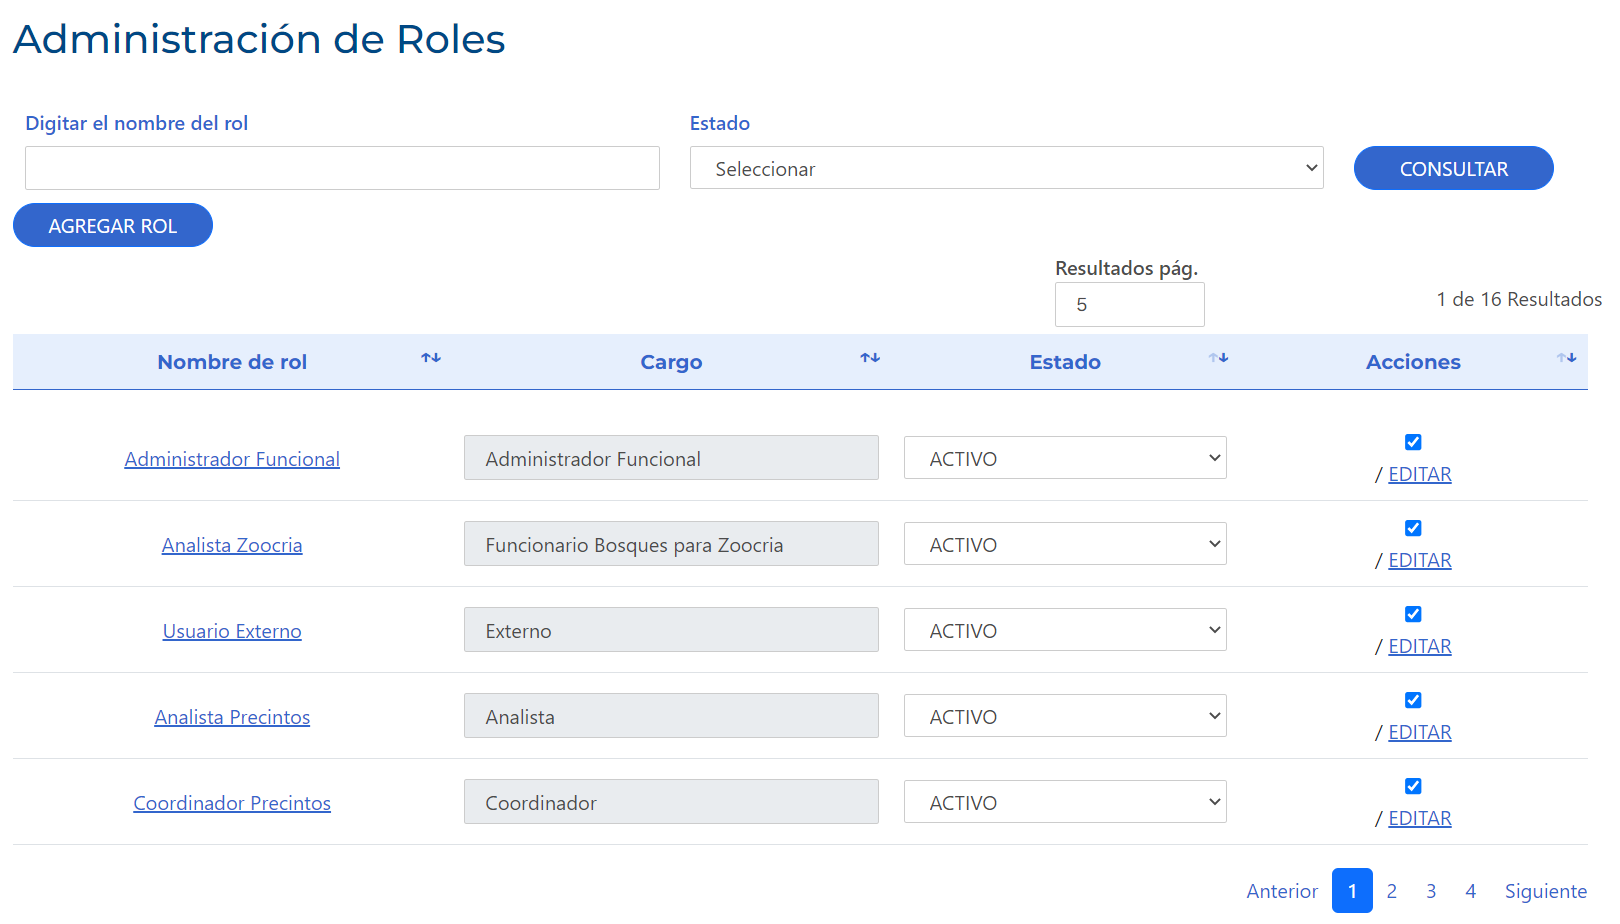 Administración de Roles
Digitar el nombre del rol
Estado
Seleccionar
CONSULTAR
AGREGAR ROL
Resultados pág.
5
1 de 16 Resultados
Nombre de rol Cargo Estado Acciones
Administrador Funcional Administrador Funcional ACTIVO
/ EDITAR
Analista Zoocria Funcionario Bosques para Zoocria ACTIVO
/ EDITAR
Usuario Externo Externo ACTIVO
/ EDITAR
Analista Precintos Analista ACTIVO
/ EDITAR
Coordinador Precintos Coordinador ACTIVO
/ EDITAR
Anterior 1 2 3 4 Siguiente